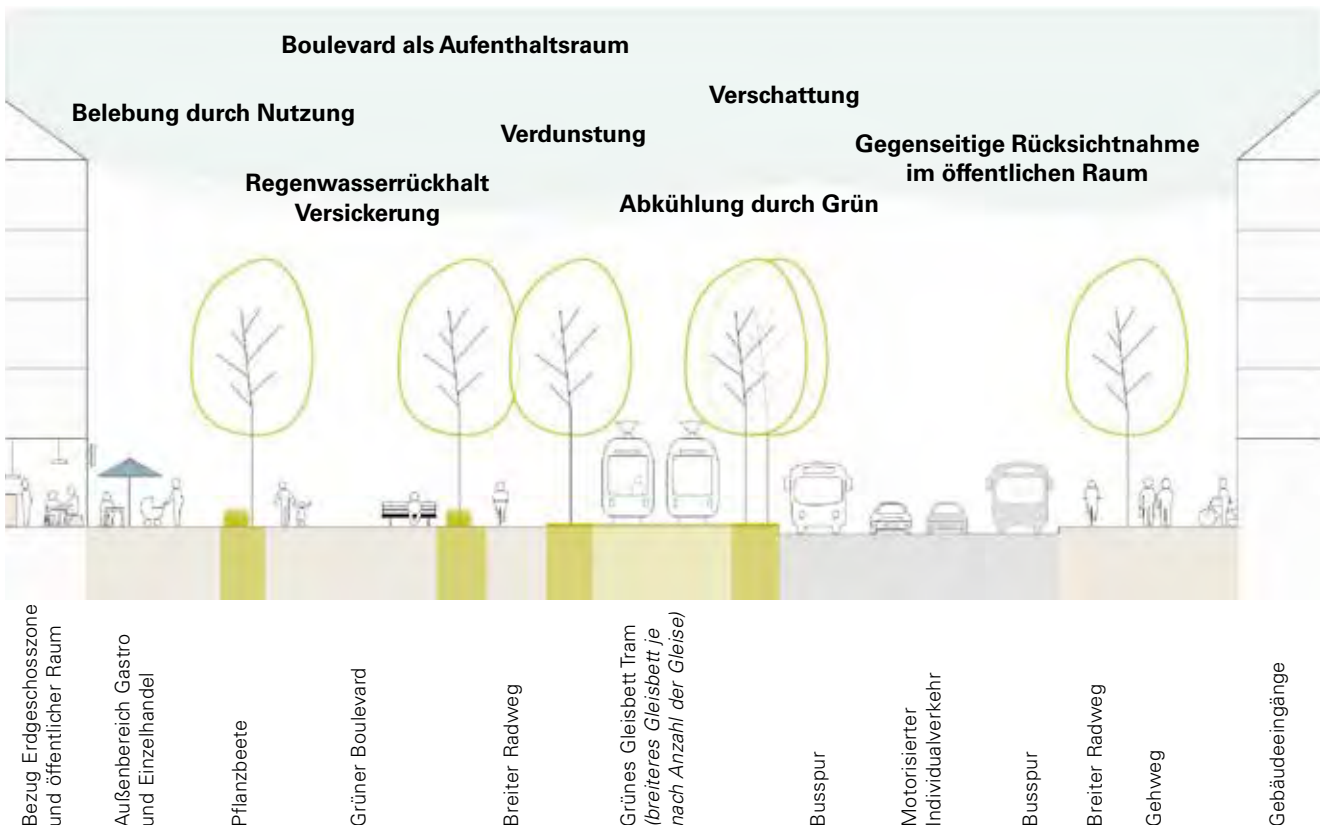 Boulevard als Aufenthaltsraum
Verschattung
Belebung durch Nutzung
Verdunstung
Gegenseitige Rücksichtnahme
im öffentlichen Raum
Regenwasserrückhalt
Versickerung
Abkühlung durch Grün
Bezug Erdgeschosszone
und öffentlicher Raum
Außenbereich Gastro
und Einzelhandel
Pflanzbeete
Grüner Boulevard
Breiter Radweg
Grünes Gleisbett Tram
(breiteres Gleisbett je
nach Anzahl der Gleise)
Busspur
Motorisierter
Individualverkehr
Busspur
Breiter Radweg
Gehweg
Gebäudeeingänge